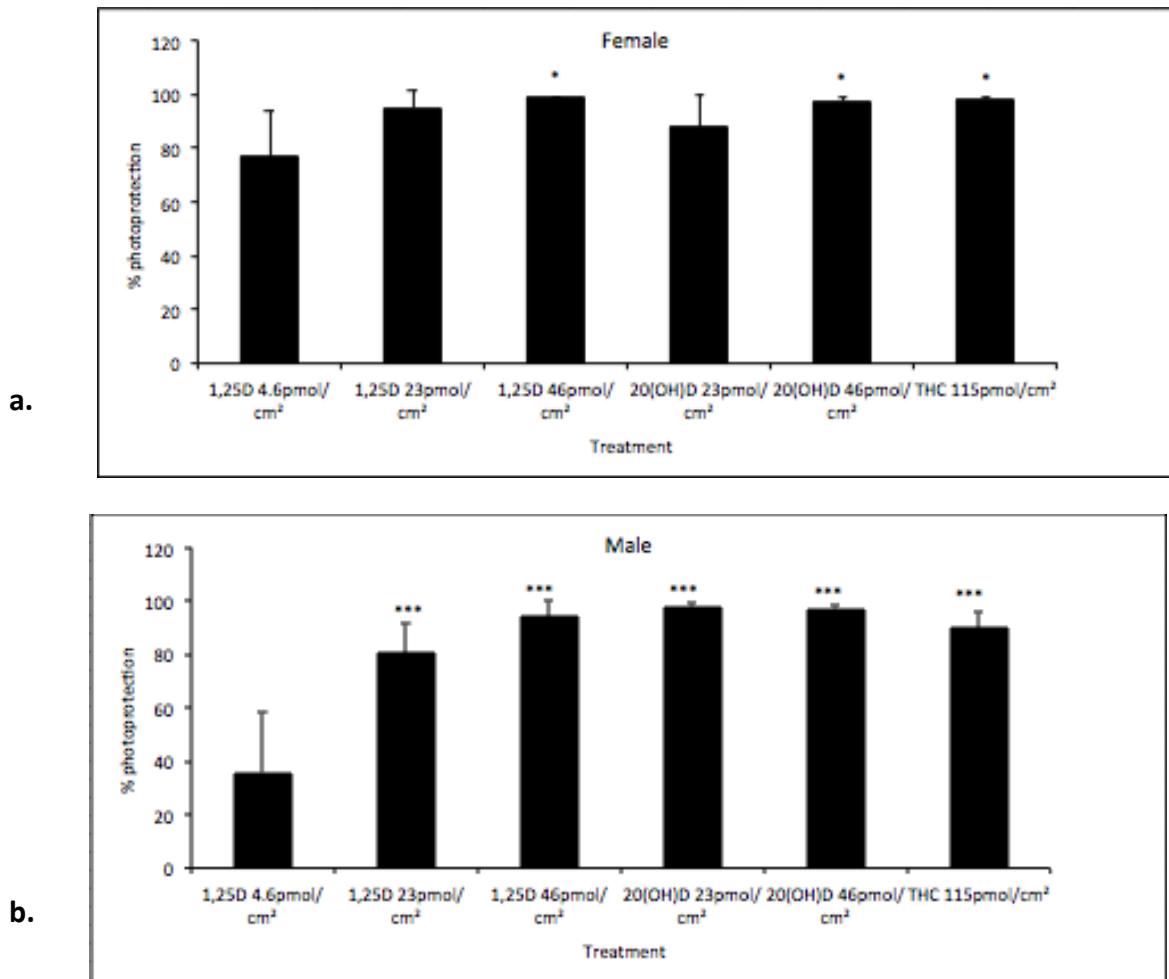 Female
120
100
80
60
40
20
0
% photoprotection
* * *
1,25D 4.6pmol/ 1,25D 23pmol/ 1,25D 46pmol/ 20(OH)D 23pmol/ 20(OH)D 46pmol/ THC 115pmol/cm²
cm² cm² cm² cm² cm²
Treatment
a.
Male
120
100
80
60
40
20
0
% photoprotection
*** *** *** *** ***
1,25D 4.6pmol/ 1,25D 23pmol/ 1,25D 46pmol/ 20(OH)D 23pmol/ 20(OH)D 46pmol/ THC 115pmol/cm²
cm² cm² cm² cm² cm²
Treatment
b.